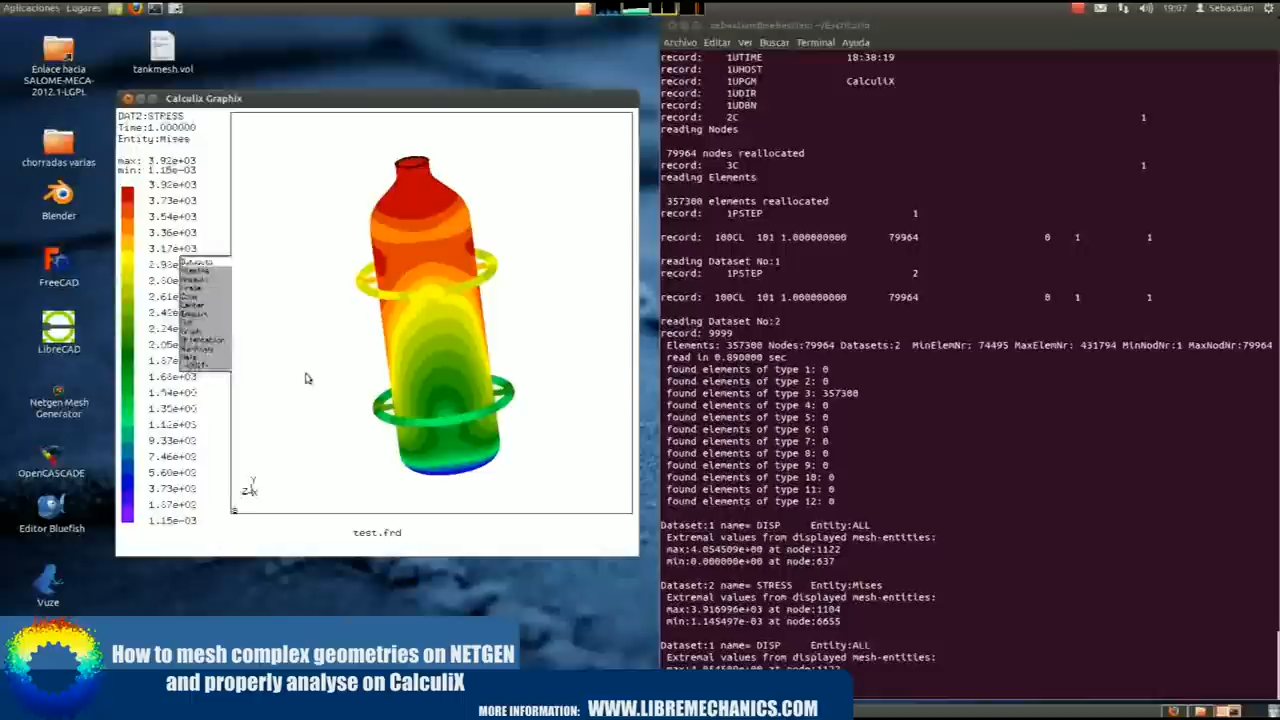 Aplicaciones Lugares
19:07 Sebastian
Enlace hacia
SALOME-MECA-
2012.1-LGPL
tankmesh.vol
chorradas varias
Blender
FreeCAD
LibreCAD
Netgen Mesh
Generator
OpenCASCADE
Editor Bluefish
Vuze
Calculix Graphix
DAT2:STRESS
Time:1.000000
Entity:Mises
max: 3.92e+03
min: 1.15e-03
3.92e+03
3.73e+03
3.54e+03
3.36e+03
3.17e+03
2.61e
2.24e
2.05e
1.12e
9.33e+02
7.46e+02
5.60e+02
3.73e+02
1.87e+02
1.15e-03
Orientation
Y
Z X
test.frd
Archivo Editar Ver Buscar Terminal Ayuda
record: 1UTIME 18:38:19
record: 1UHOST
record: 1UPGM CalculiX
record: 1UDIR
record: 1UDBN
record: 2C 1
reading Nodes
79964 nodes reallocated
record: 3C 1
reading Elements
357300 elements reallocated
record: 1PSTEP 1
record: 100CL 101 1.000000000 79964 0 1 1
reading Dataset No:1
record: 1PSTEP 2
record: 100CL 101 1.000000000 79964 0 1 1
reading Dataset No:2
record: 9999
Elements: 357300 Nodes:79964 Datasets:2 MinElemNr: 74495 MaxElemNr: 431794 MinNodNr:1 MaxNodNr:79964
read in 0.890000 sec
found elements of type 1: 0
found elements of type 2: 0
found elements of type 3: 357300
found elements of type 4: 0
found elements of type 5: 0
found elements of type 6: 0
found elements of type 7: 0
found elements of type 8: 0
found elements of type 9: 0
found elements of type 10: 0
found elements of type 11: 0
found elements of type 12: 0
Dataset:1 name= DISP Entity:ALL
Extremal values from displayed mesh-entities:
max:4.054509e+00 at node:1122
min:0.000000e+00 at node:637
Dataset:2 name= STRESS Entity:Mises
Extremal values from displayed mesh-entities:
max:3.916996e+03 at node:1104
min:1.145497e-03 at node:6655
Dataset:1 name= DISP Entity:ALL
Extremal values from displayed mesh-entities:
How to mesh complex geometries on NETGEN
and properly analyse on CalculiX
MORE INFORMATION: WWW.LIBREMECHANICS.COM